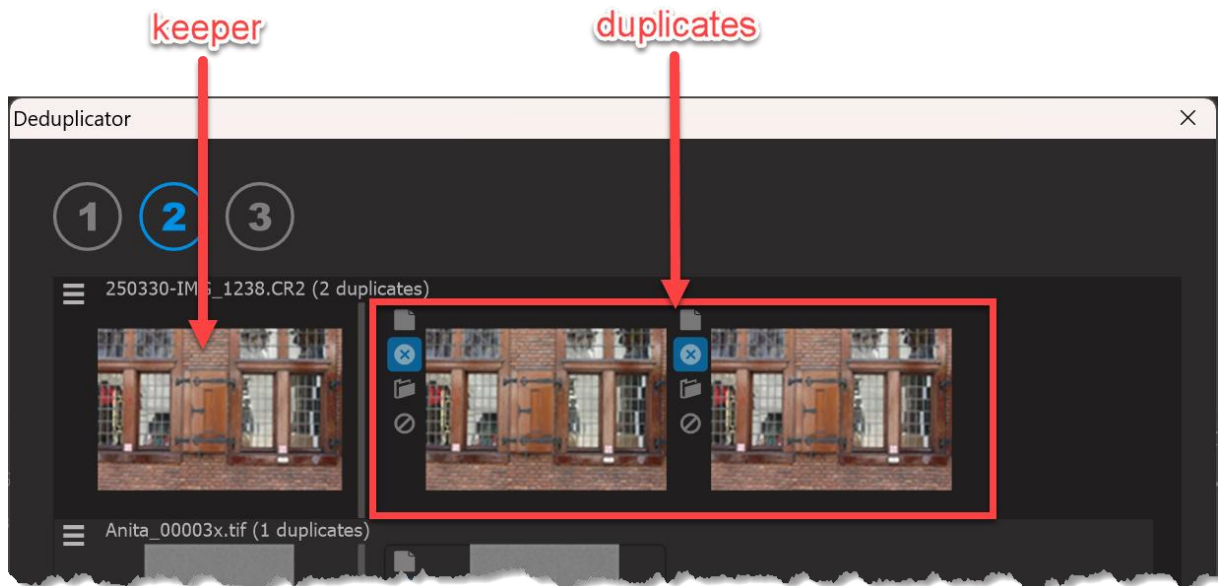 keeper
duplicates
Deduplicator
1 2 3
250330-IMG_1238.CR2 (2 duplicates)
Anita_00003x.tif (1 duplicates)